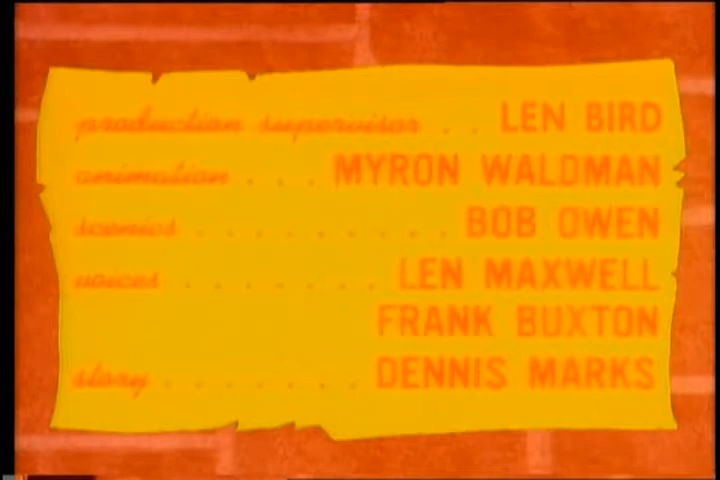 production supervisor . . LEN BIRD
animation . . . MYRON WALDMAN
scenics . . . . . . . . . BOB OWEN
voices . . . . . . . LEN MAXWELL
FRANK BUXTON
story . . . . . . . DENNIS MARKS